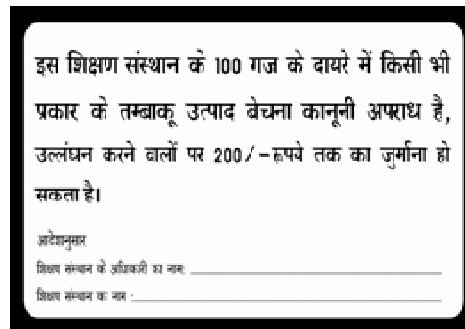 इस शिक्षण संस्थान के 100 गज के दायरे में किसी भी
प्रकार के तम्बाकू उत्पाद बेचना कानूनी अपराध है,
उल्लंघन करने वालों पर 200/-रूपये तक का जुर्माना हो
सकता है।
आदेशानुसार
शिक्षण संस्थान के अधिकारी का नाम:
शिक्षण संस्थान का नाम :